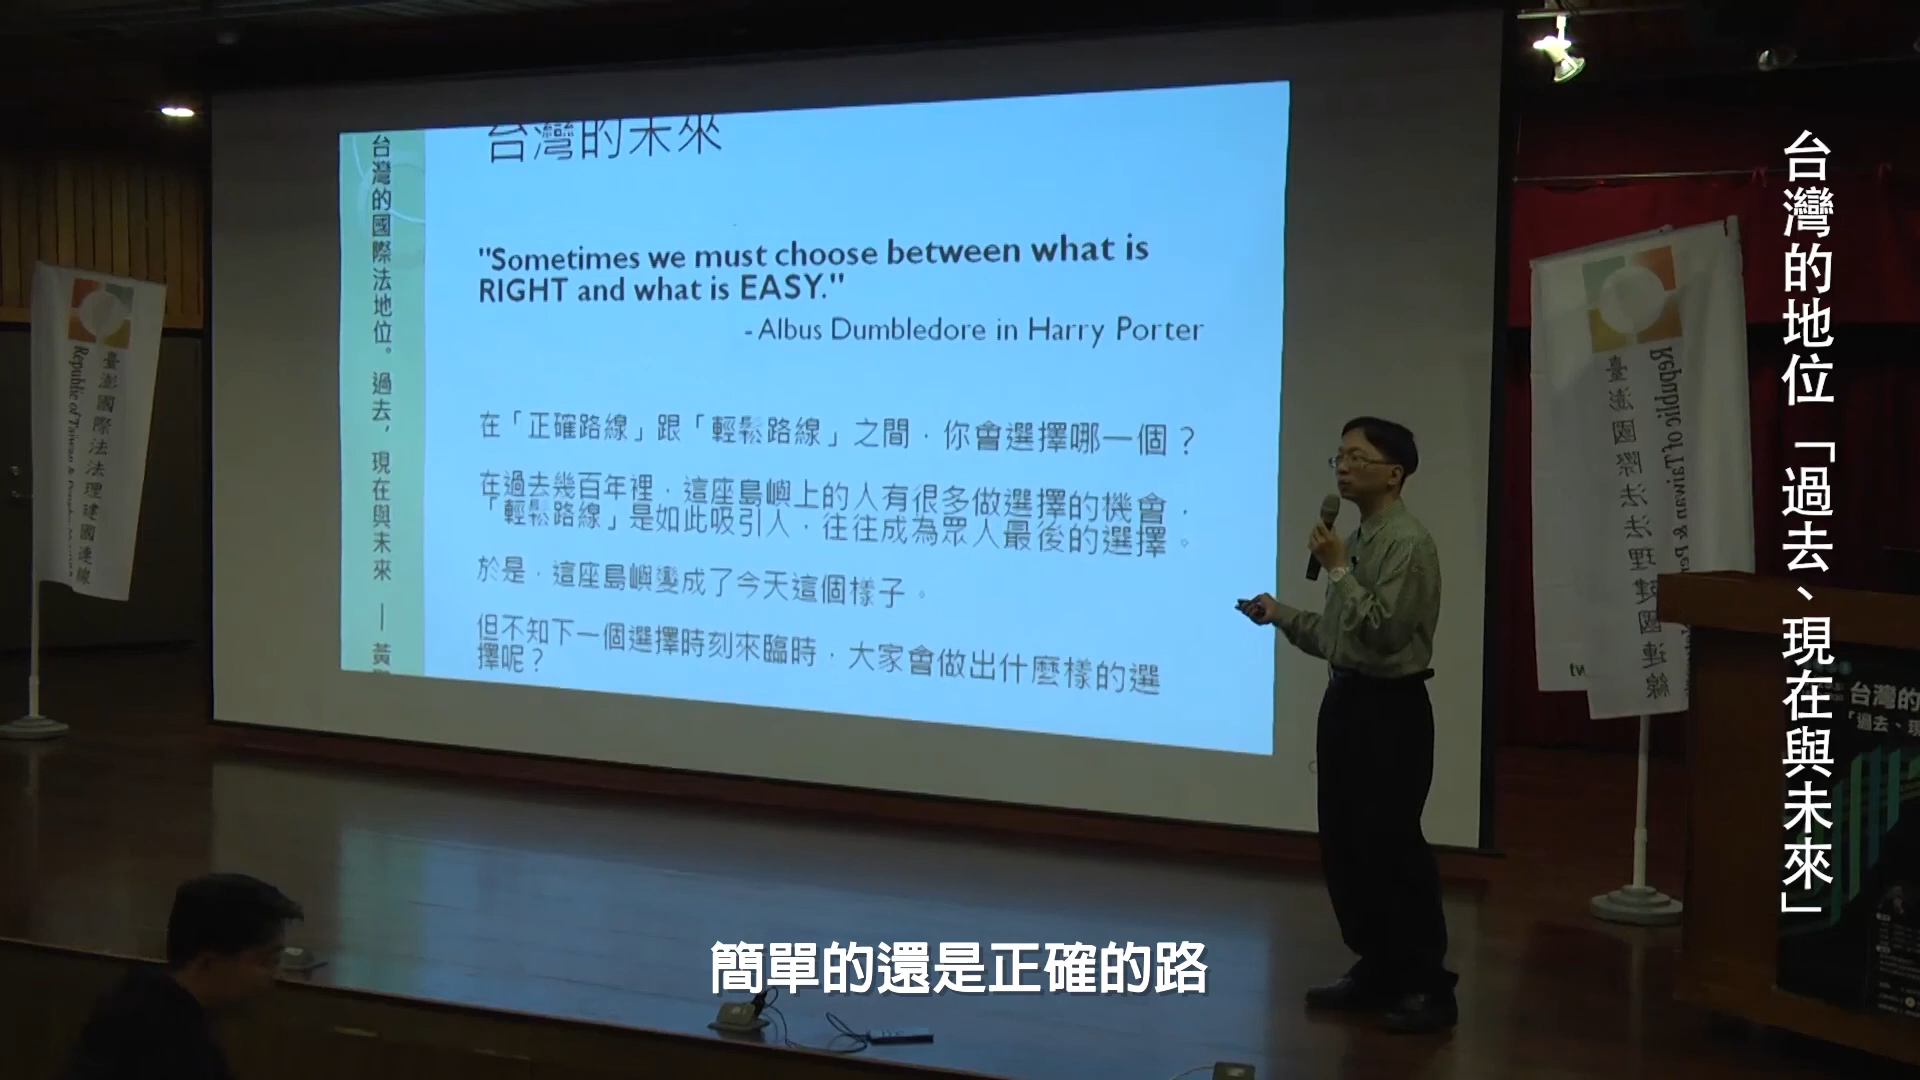 台灣的未來
台灣的國際法地位。過去，現在與未來 — 黃
"Sometimes we must choose between what is
RIGHT and what is EASY."
- Albus Dumbledore in Harry Porter
在「正確路線」跟「輕鬆路線」之間，你會選擇哪一個？
在過去幾百年裡，這座島嶼上的人有很多做選擇的機會，
「輕鬆路線」是如此吸引人，往往成為眾人最後的選擇。
於是，這座島嶼變成了今天這個樣子。
但不知下一個選擇時刻來臨時，大家會做出什麼樣的選
擇呢？
臺澎國際法法理建國連線
Republic of Taiwan &
臺澎國際法法理建國連線
Republic of Taiwan &
台灣的地位「過去、現在與未來」
台灣的
「過去、現
簡單的還是正確的路